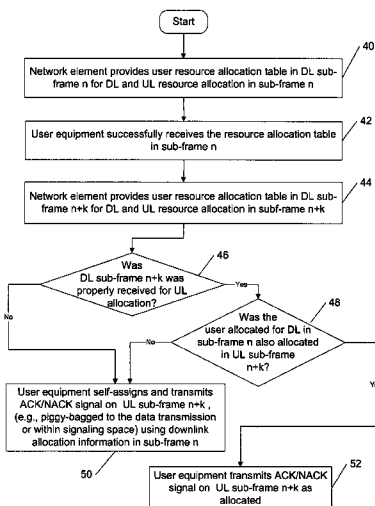 Start
40
Network element provides user resource allocation table in DL sub-
frame n for DL and UL resource allocation in sub-frame n
42
User equipment successfully receives the resource allocation table
in sub-frame n
44
Network element provides user resource allocation table in DL sub-
frame n+k for DL and UL resource allocation in subf-rame n+k
46
Was
DL sub-frame n+k was
properly received for UL
allocation?
Yes
No
48
Was the
user allocated for DL in
sub-frame n also allocated
in UL sub-frame
n+k?
No
User equipment self-assigns and transmits
ACK/NACK signal on UL sub-frame n+k ,
(e.g., piggy-bagged to the data transmission
or within signaling space) using downlink
allocation information in sub-frame n
50
52
User equipment transmits ACK/NACK
signal on UL sub-frame n+k as
allocated